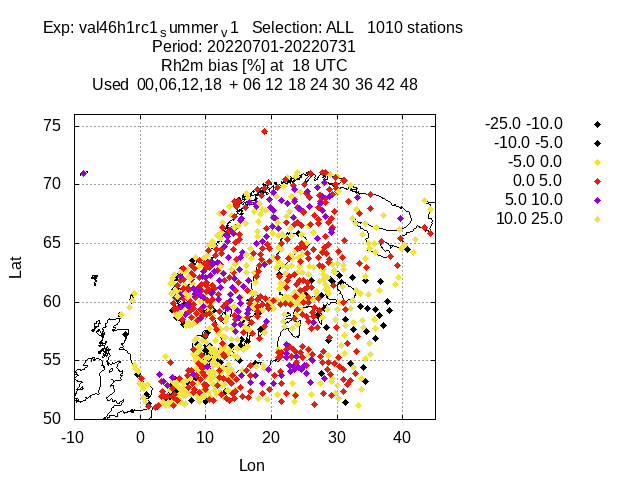 Exp: val46h1rc1summerv1 Selection: ALL 1010 stations
Period: 20220701-20220731
Rh2m bias [%] at 18 UTC
Used 00,06,12,18 + 06 12 18 24 30 36 42 48
-25.0 -10.0
-10.0 -5.0
-5.0 0.0
0.0 5.0
5.0 10.0
10.0 25.0
75
70
65
60
55
50
Lat
-10 0 10 20 30 40
Lon